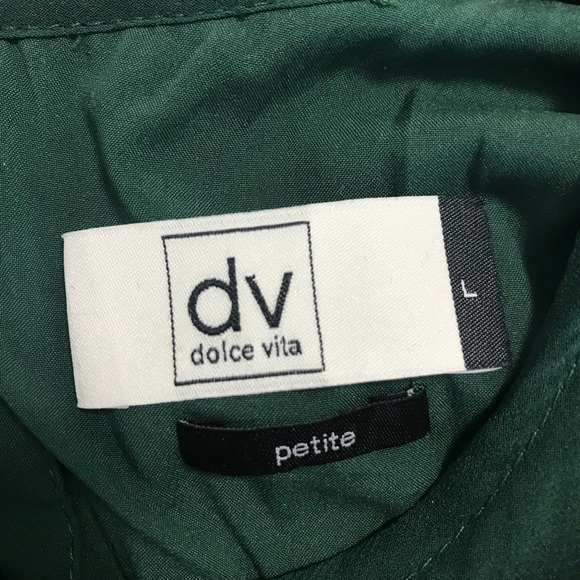 dv
dolce vita
L
petite